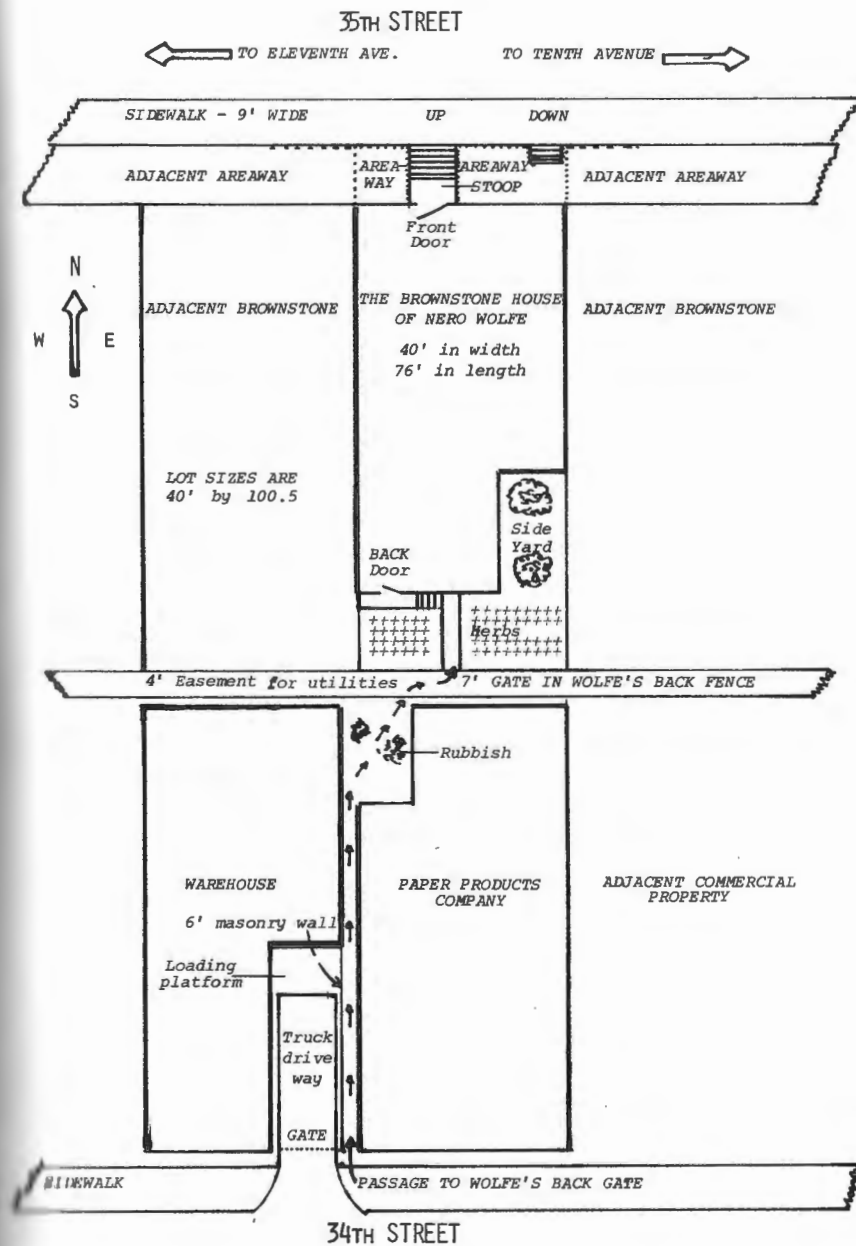 35TH STREET
TO ELEVENTH AVE. TO TENTH AVENUE
SIDEWALK - 9' WIDE UP DOWN
ADJACENT AREAWAY
AREA
WAY
AREAWAY
STOOP
ADJACENT AREAWAY
Front
Door
N
W E
S
ADJACENT BROWNSTONE
THE BROWNSTONE HOUSE
OF NERO WOLFE
40' in width
76' in length
ADJACENT BROWNSTONE
LOT SIZES ARE
40' by 100.5
Side
Yard
BACK
Door
Herbs
4' Easement for utilities
7' GATE IN WOLFE'S BACK FENCE
Rubbish
WAREHOUSE
6' masonry wall
PAPER PRODUCTS
COMPANY
ADJACENT COMMERCIAL
PROPERTY
Loading
platform
Truck
drive
way
GATE
SIDEWALK
PASSAGE TO WOLFE'S BACK GATE
34TH STREET